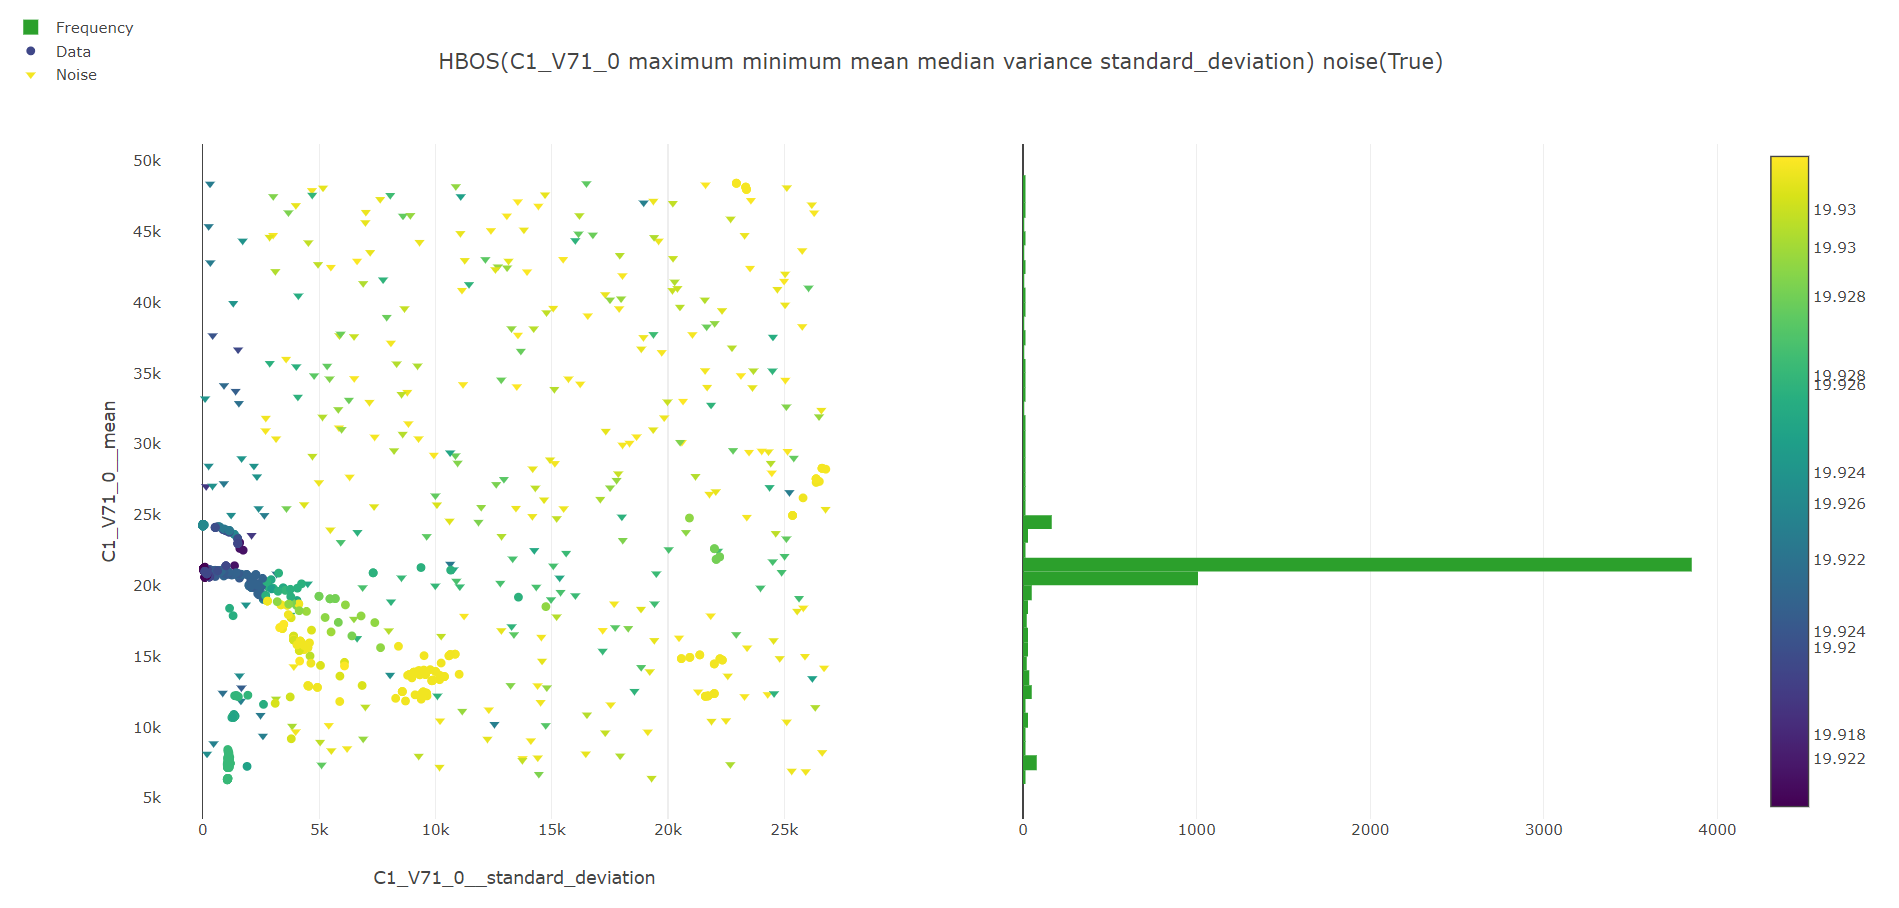 Frequency
Data
Noise
HBOS(C1_V71_0 maximum minimum mean median variance standard_deviation) noise(True)
50k
45k
40k
35k
30k
25k
20k
15k
10k
5k
C1_V71_0__mean
0
5k
10k
15k
20k
25k
C1_V71_0__standard_deviation
0
1000
2000
3000
4000
19.93
19.93
19.928
19.928
19.926
19.924
19.926
19.922
19.924
19.92
19.918
19.922